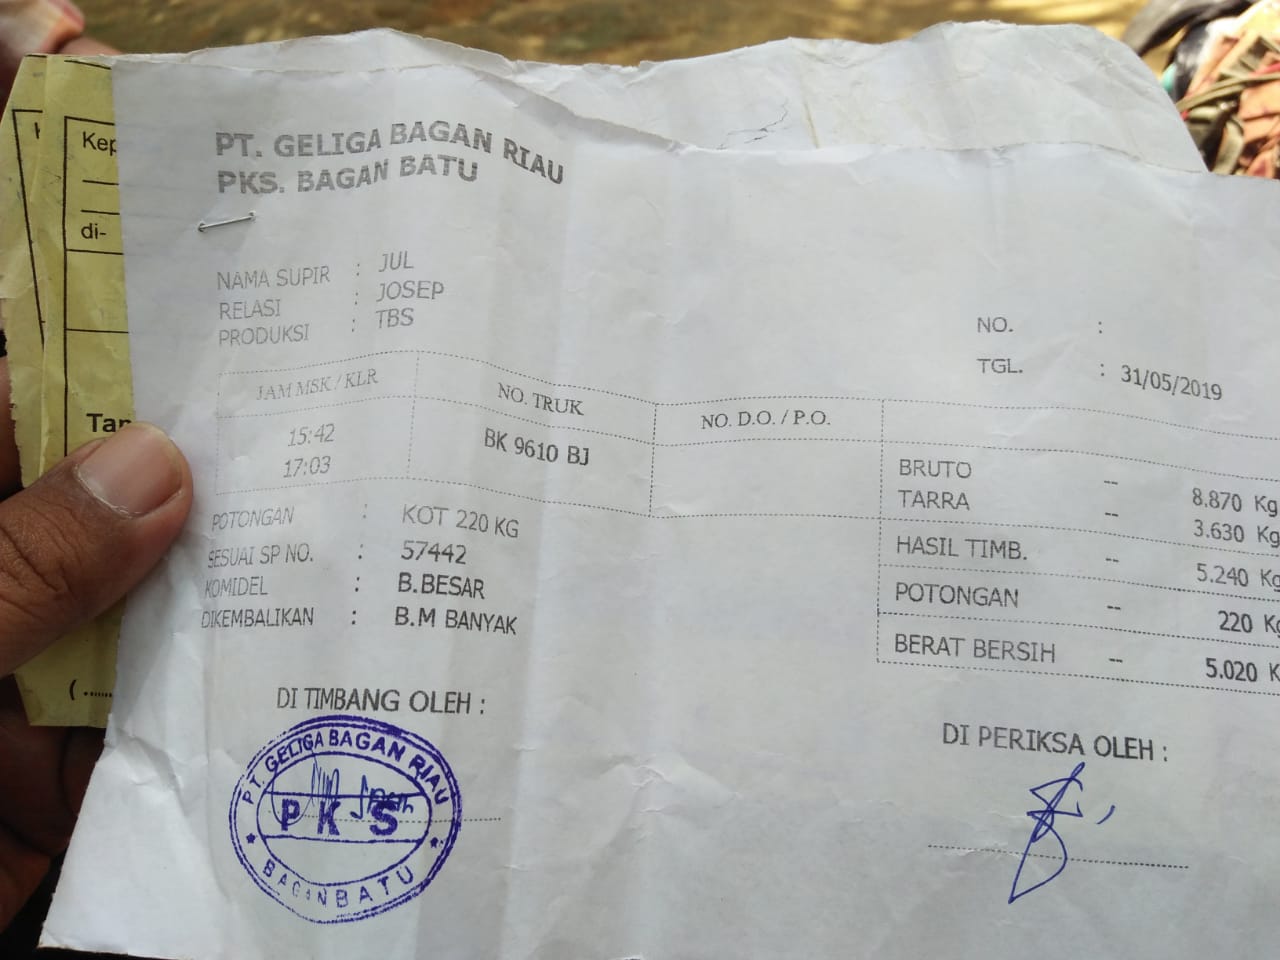 PT. GELIGA BAGAN RIAU
PKS. BAGAN BATU
Kep
di-
Tan
(......
NAMA SUPIR : JUL
RELASI : JOSEP
PRODUKSI : TBS
NO. :
TGL. : 31/05/2019
JAM MSK / KLR NO. TRUK NO. D.O. / P.O.
15:42 BK 9610 BJ
17:03
BRUTO -- 8.870 Kg
TARRA -- 3.630 Kg
HASIL TIMB. -- 5.240 Kg
POTONGAN -- 220 Kg
BERAT BERSIH -- 5.020 K
POTONGAN : KOT 220 KG
SESUAI SP NO. : 57442
KOMIDEL : B.BESAR
DIKEMBALIKAN : B.M BANYAK
DI TIMBANG OLEH :
DI PERIKSA OLEH :
PT. GELIGA BAGAN RIAU
PKS
BAGAN BATU